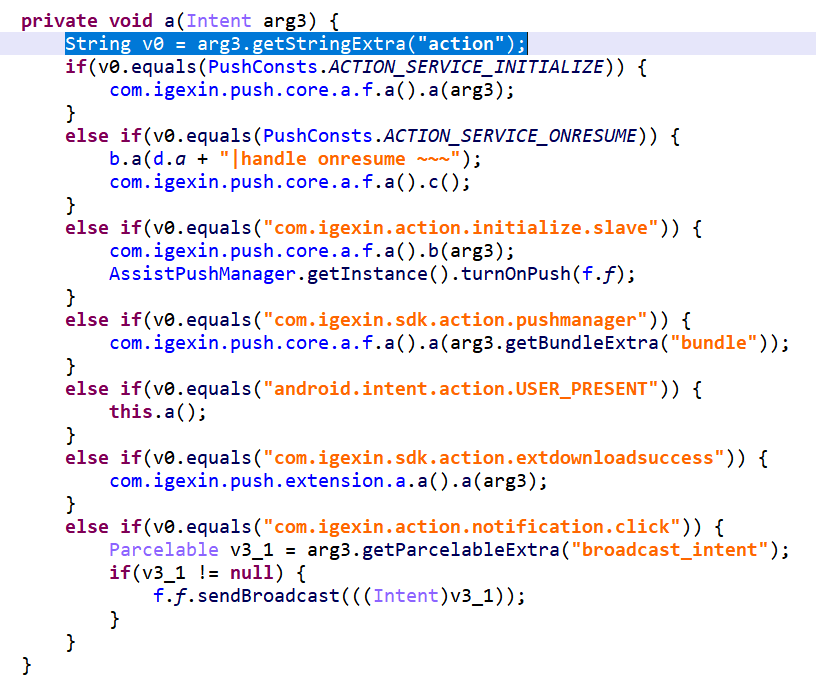 private void a(Intent arg3) {
    String v0 = arg3.getStringExtra("action");
    if(v0.equals(PushConsts.ACTION_SERVICE_INITIALIZE)) {
        com.igexin.push.core.a.f.a().a(arg3);
    }
    else if(v0.equals(PushConsts.ACTION_SERVICE_ONRESUME)) {
        b.a(d.a + "|handle onresume ~~~");
        com.igexin.push.core.a.f.a().c();
    }
    else if(v0.equals("com.igexin.action.initialize.slave")) {
        com.igexin.push.core.a.f.a().b(arg3);
        AssistPushManager.getInstance().turnOnPush(f.f);
    }
    else if(v0.equals("com.igexin.sdk.action.pushmanager")) {
        com.igexin.push.core.a.f.a().a(arg3.getBundleExtra("bundle"));
    }
    else if(v0.equals("android.intent.action.USER_PRESENT")) {
        this.a();
    }
    else if(v0.equals("com.igexin.sdk.action.extdownloadsuccess")) {
        com.igexin.push.extension.a.a().a(arg3);
    }
    else if(v0.equals("com.igexin.action.notification.click")) {
        Parcelable v3_1 = arg3.getParcelableExtra("broadcast_intent");
        if(v3_1 != null) {
            f.f.sendBroadcast(((Intent)v3_1));
        }
    }
}